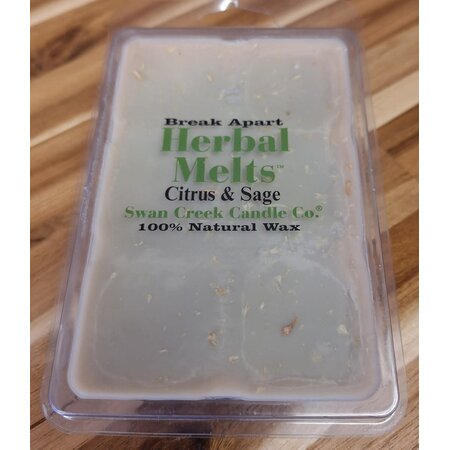 Break Apart
Herbal
Melts™
Citrus & Sage
Swan Creek Candle Co.®
100% Natural Wax